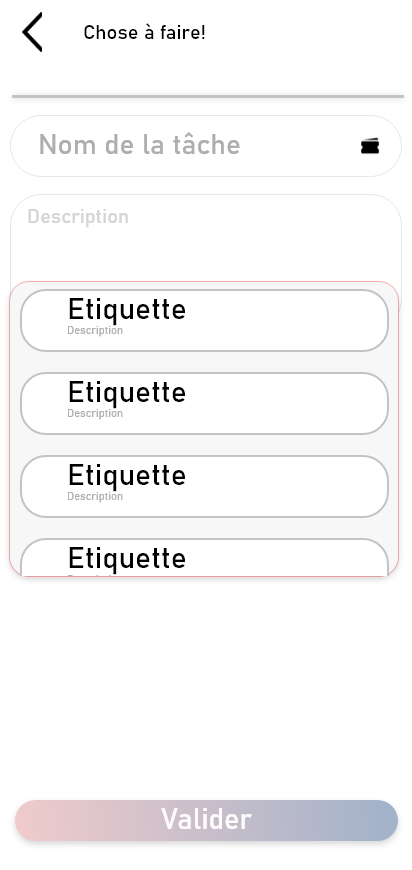 Chose à faire!
Nom de la tâche
Description
Etiquette
Description
Etiquette
Description
Etiquette
Description
Etiquette
Valider